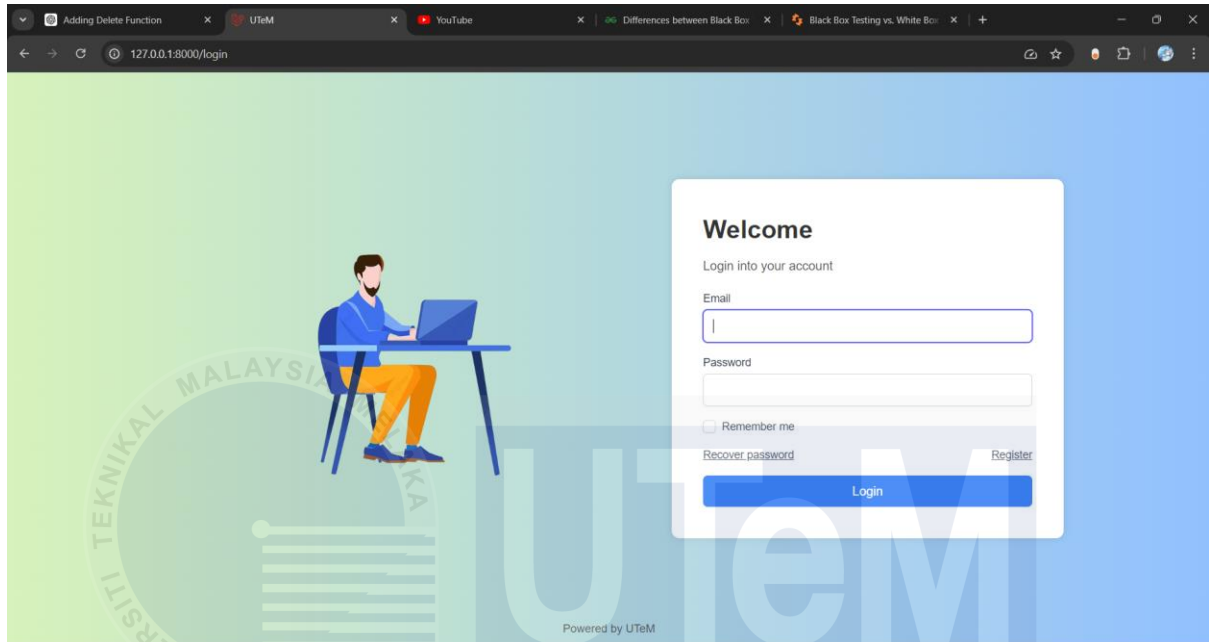 Adding Delete Function
UTeM
YouTube
Differences between Black Box
Black Box Testing vs. White Box
127.0.0.1:8000/login
Welcome
Login into your account
Email
Password
Remember me
Recover password
Register
Login
Powered by UTeM
TEKNIKAL MALAYSIA
UTeM